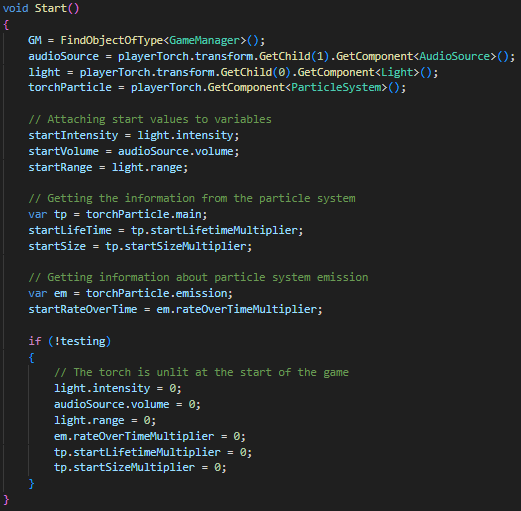 void Start()
{
    GM = FindObjectOfType<GameManager>();
    audioSource = playerTorch.transform.GetChild(1).GetComponent<AudioSource>();
    light = playerTorch.transform.GetChild(0).GetComponent<Light>();
    torchParticle = playerTorch.GetComponent<ParticleSystem>();

    // Attaching start values to variables
    startIntensity = light.intensity;
    startVolume = audioSource.volume;
    startRange = light.range;

    // Getting the information from the particle system
    var tp = torchParticle.main;
    startLifeTime = tp.startLifetimeMultiplier;
    startSize = tp.startSizeMultiplier;

    // Getting information about particle system emission
    var em = torchParticle.emission;
    startRateOverTime = em.rateOverTimeMultiplier;

    if (!testing)
    {
        // The torch is unlit at the start of the game
        light.intensity = 0;
        audioSource.volume = 0;
        light.range = 0;
        em.rateOverTimeMultiplier = 0;
        tp.startLifetimeMultiplier = 0;
        tp.startSizeMultiplier = 0;
    }
}